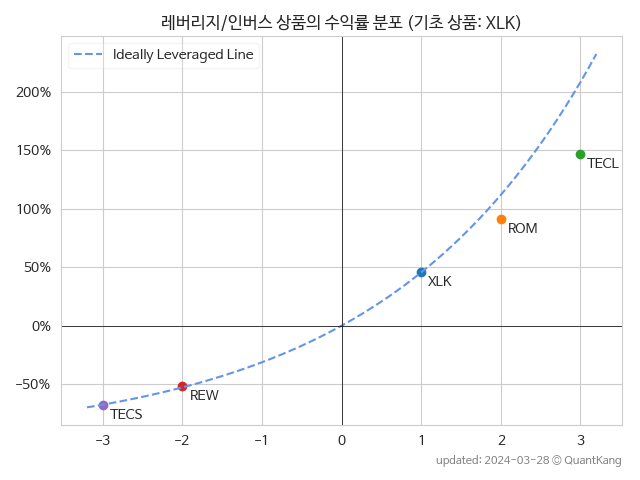 레버리지/인버스 상품의 수익률 분포 (기초 상품: XLK)
Ideally Leveraged Line
200%
150%
100%
50%
0%
−50%
TECL
ROM
XLK
REW
TECS
−3 −2 −1 0 1 2 3
updated: 2024-03-28 © QuantKang